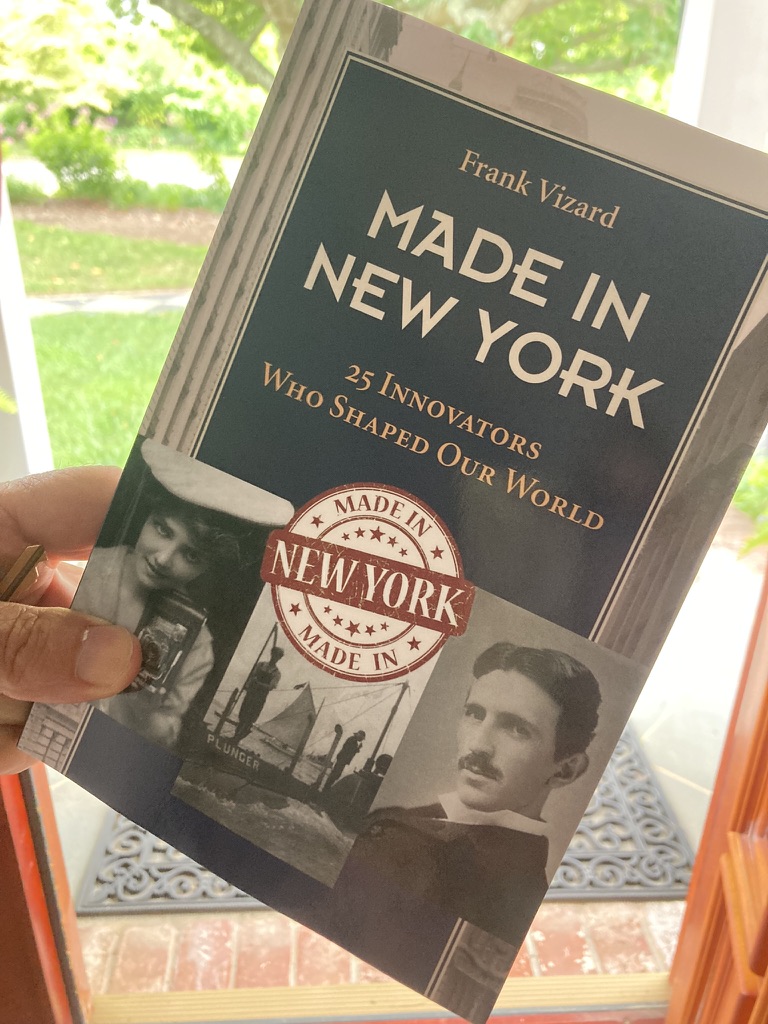 Frank Vizard
MADE IN
NEW YORK
25 INNOVATORS
WHO SHAPED OUR WORLD
MADE IN
NEW YORK
MADE IN
PLUNGER